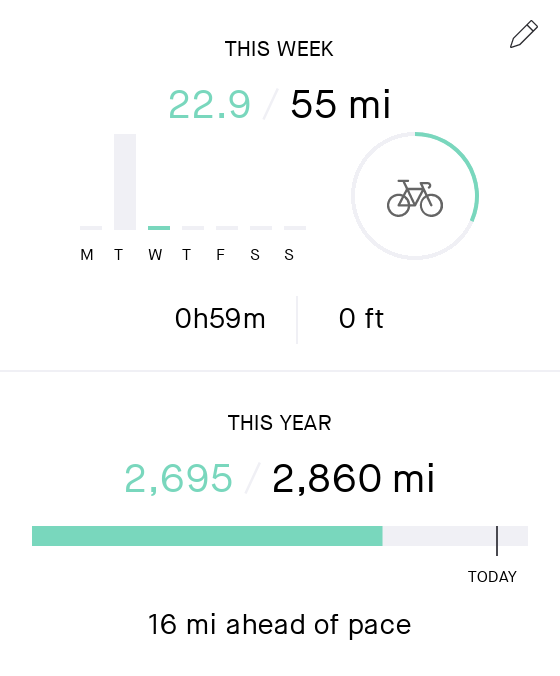 THIS WEEK
22.9 / 55 mi
M T W T F S S
0h59m 0 ft
THIS YEAR
2,695 / 2,860 mi
TODAY
16 mi ahead of pace